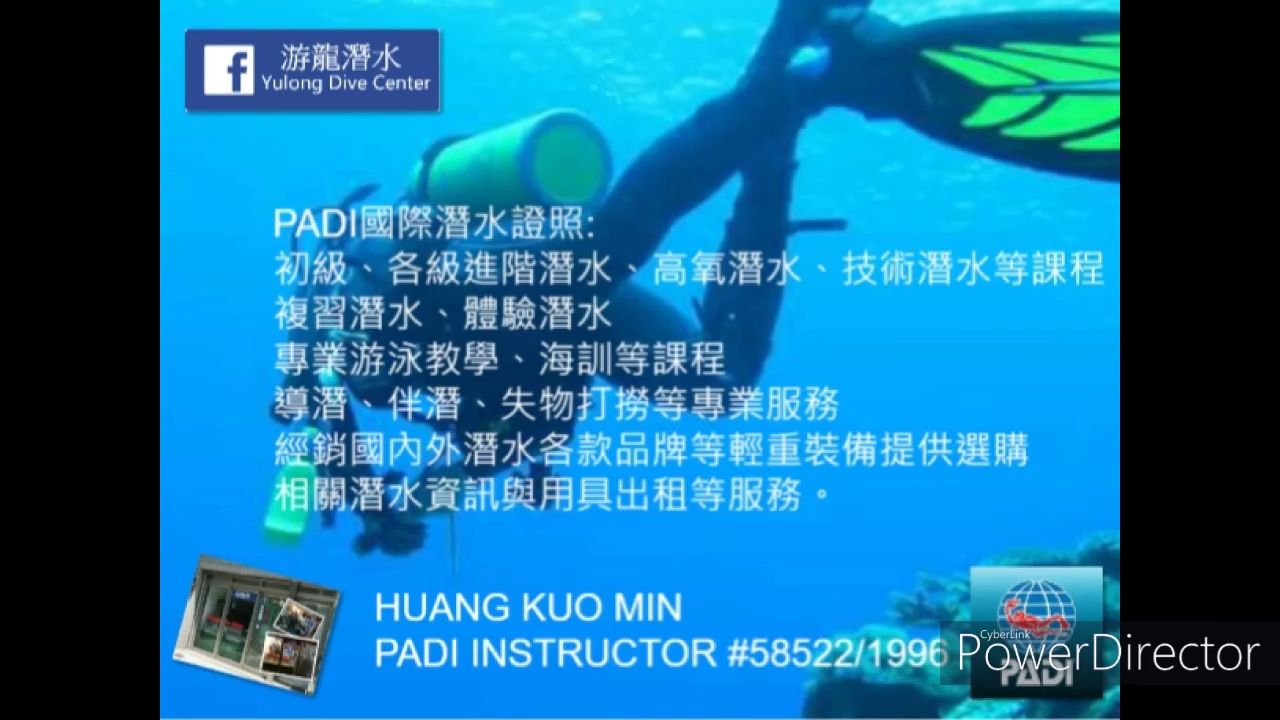 游龍潛水
Yulong Dive Center
PADI國際潛水證照:
初級、各級進階潛水、高氧潛水、技術潛水等課程
複習潛水、體驗潛水
專業游泳教學、海訓等課程
導潛、伴潛、失物打撈等專業服務
經銷國內外潛水各款品牌等輕重裝備提供選購
相關潛水資訊與用具出租等服務。
HUANG KUO MIN
PADI INSTRUCTOR #58522/1996
CyberLink
PowerDirector
PADI